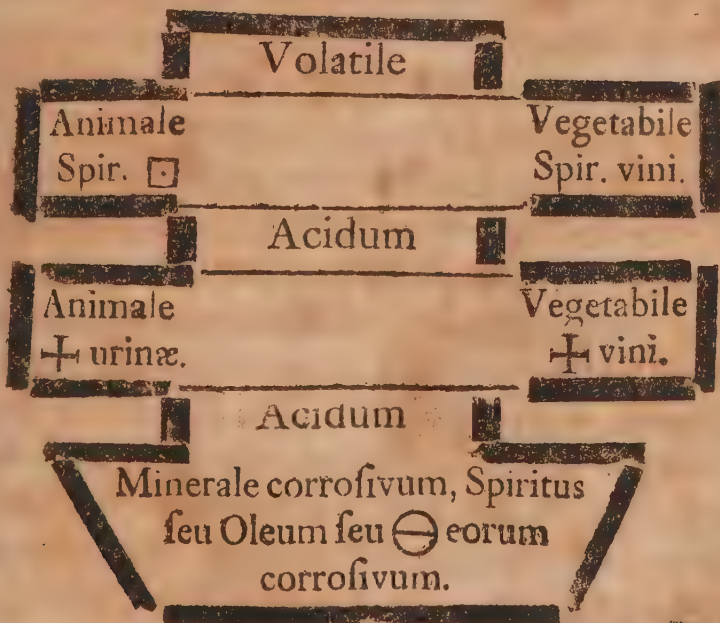 Volatile
Animale
Spir. 🞔
Vegetabile
Spir. vini.
Acidum
Animale
🜊 urinæ.
Vegetabile
🜊 vini.
Acidum
Minerale corroſivum, Spiritus
ſeu Oleum ſeu 🜔 eorum
corroſivum.